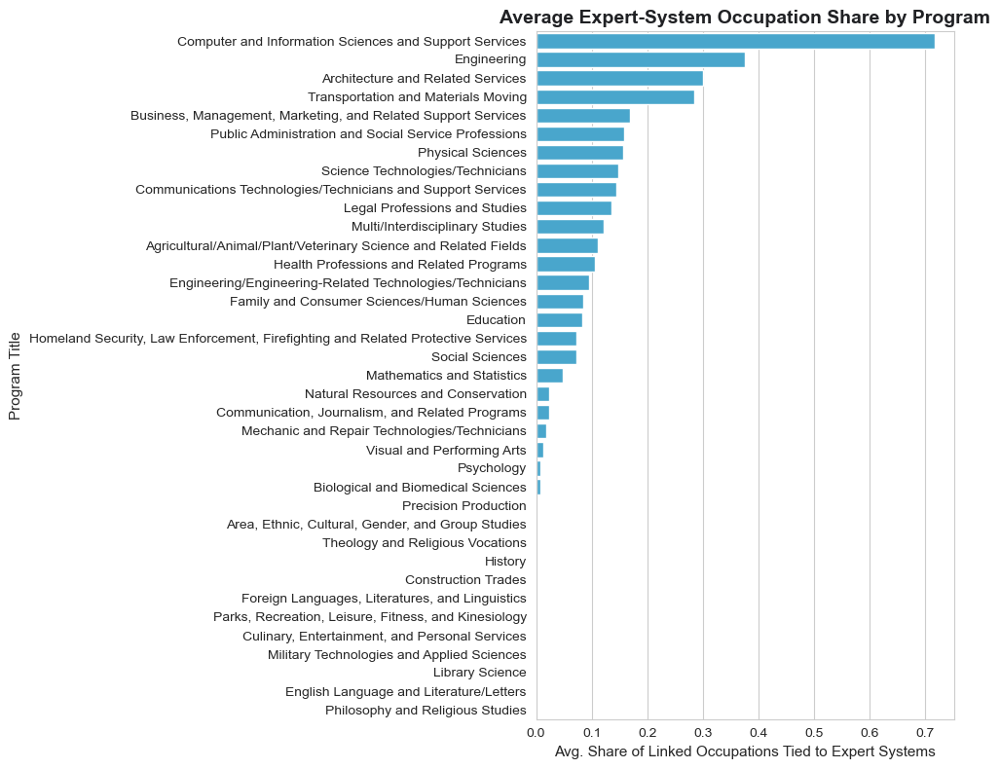 Average Expert-System Occupation Share by Program
Computer and Information Sciences and Support Services
Engineering
Architecture and Related Services
Transportation and Materials Moving
Business, Management, Marketing, and Related Support Services
Public Administration and Social Service Professions
Physical Sciences
Science Technologies/Technicians
Communications Technologies/Technicians and Support Services
Legal Professions and Studies
Multi/Interdisciplinary Studies
Agricultural/Animal/Plant/Veterinary Science and Related Fields
Health Professions and Related Programs
Engineering/Engineering-Related Technologies/Technicians
Family and Consumer Sciences/Human Sciences
Education
Homeland Security, Law Enforcement, Firefighting and Related Protective Services
Social Sciences
Mathematics and Statistics
Natural Resources and Conservation
Communication, Journalism, and Related Programs
Mechanic and Repair Technologies/Technicians
Visual and Performing Arts
Psychology
Biological and Biomedical Sciences
Precision Production
Area, Ethnic, Cultural, Gender, and Group Studies
Theology and Religious Vocations
History
Construction Trades
Foreign Languages, Literatures, and Linguistics
Parks, Recreation, Leisure, Fitness, and Kinesiology
Culinary, Entertainment, and Personal Services
Military Technologies and Applied Sciences
Library Science
English Language and Literature/Letters
Philosophy and Religious Studies
Program Title
0.0 0.1 0.2 0.3 0.4 0.5 0.6 0.7
Avg. Share of Linked Occupations Tied to Expert Systems